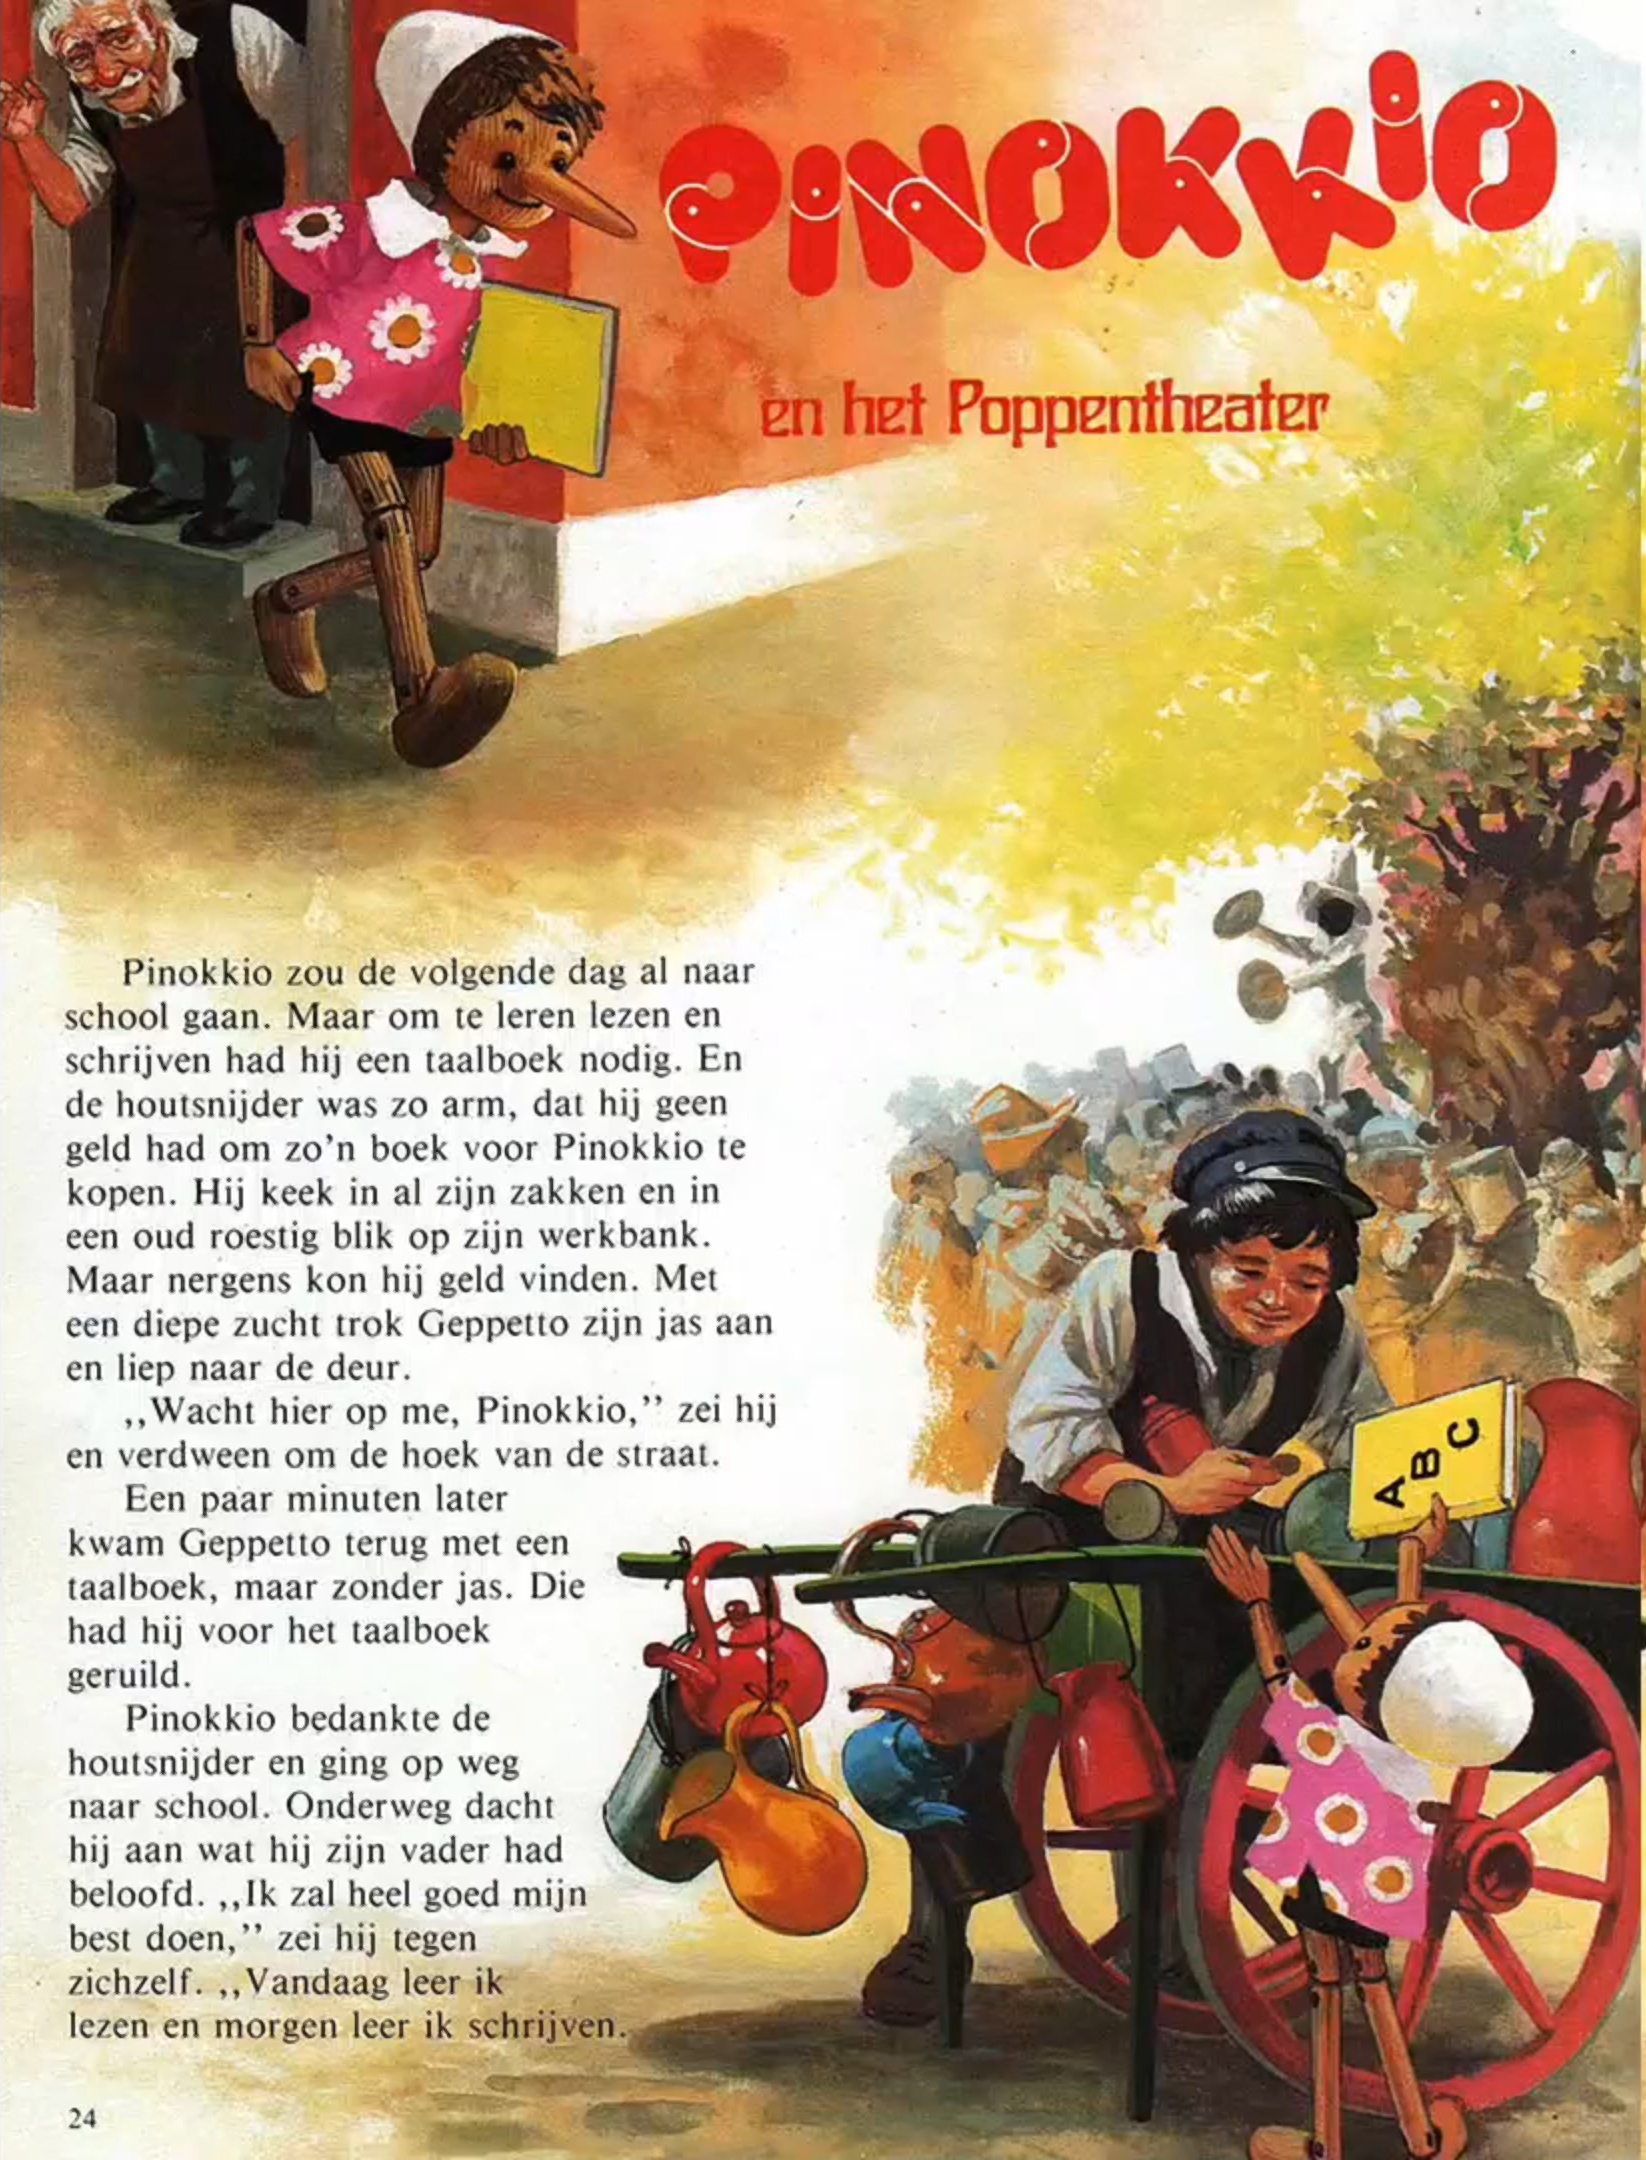 PINOKKIO
en het Poppentheater
Pinokkio zou de volgende dag al naar
school gaan. Maar om te leren lezen en
schrijven had hij een taalboek nodig. En
de houtsnijder was zo arm, dat hij geen
geld had om zo'n boek voor Pinokkio te
kopen. Hij keek in al zijn zakken en in
een oud roestig blik op zijn werkbank.
Maar nergens kon hij geld vinden. Met
een diepe zucht trok Geppetto zijn jas aan
en liep naar de deur.
,,Wacht hier op me, Pinokkio,'' zei hij
en verdween om de hoek van de straat.
Een paar minuten later
kwam Geppetto terug met een
taalboek, maar zonder jas. Die
had hij voor het taalboek
geruild.
Pinokkio bedankte de
houtsnijder en ging op weg
naar school. Onderweg dacht
hij aan wat hij zijn vader had
beloofd. ,,Ik zal heel goed mijn
best doen,'' zei hij tegen
zichzelf. ,,Vandaag leer ik
lezen en morgen leer ik schrijven.
A B C
24